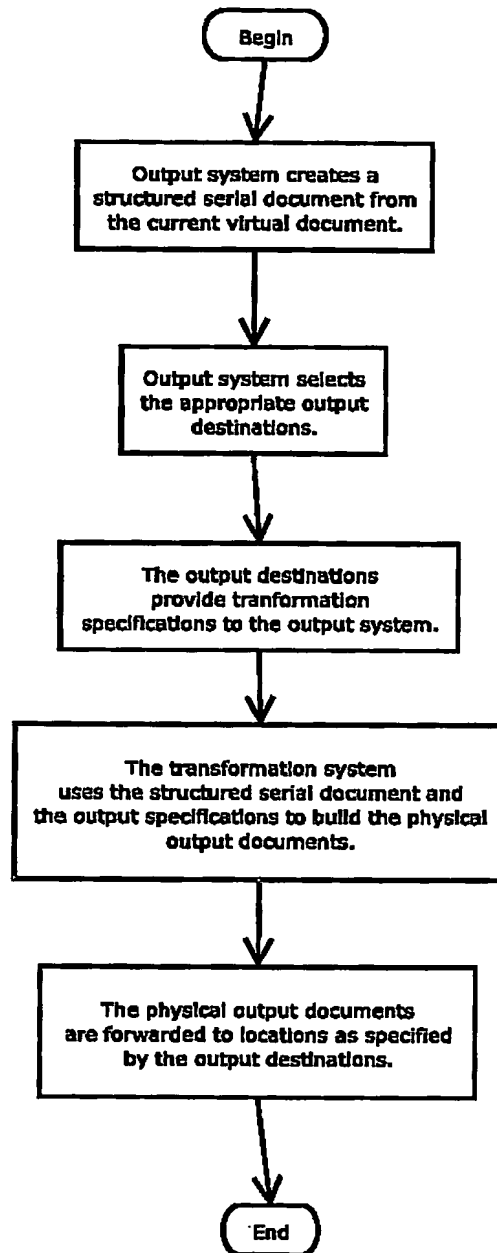 Begin
Output system creates a
structured serial document from
the current virtual document.
Output system selects
the appropriate output
destinations.
The output destinations
provide tranformation
specifications to the output system.
The transformation system
uses the structured serial document and
the output specifications to build the physical
output documents.
The physical output documents
are forwarded to locations as specified
by the output destinations.
End